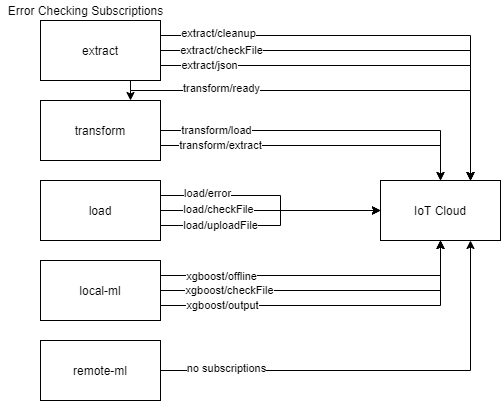 Error Checking Subscriptions
extract
extract/cleanup
extract/checkFile
extract/json
transform/ready
transform
transform/load
transform/extract
load
load/error
load/checkFile
load/uploadFile
IoT Cloud
local-ml
xgboost/offline
xgboost/checkFile
xgboost/output
remote-ml
no subscriptions